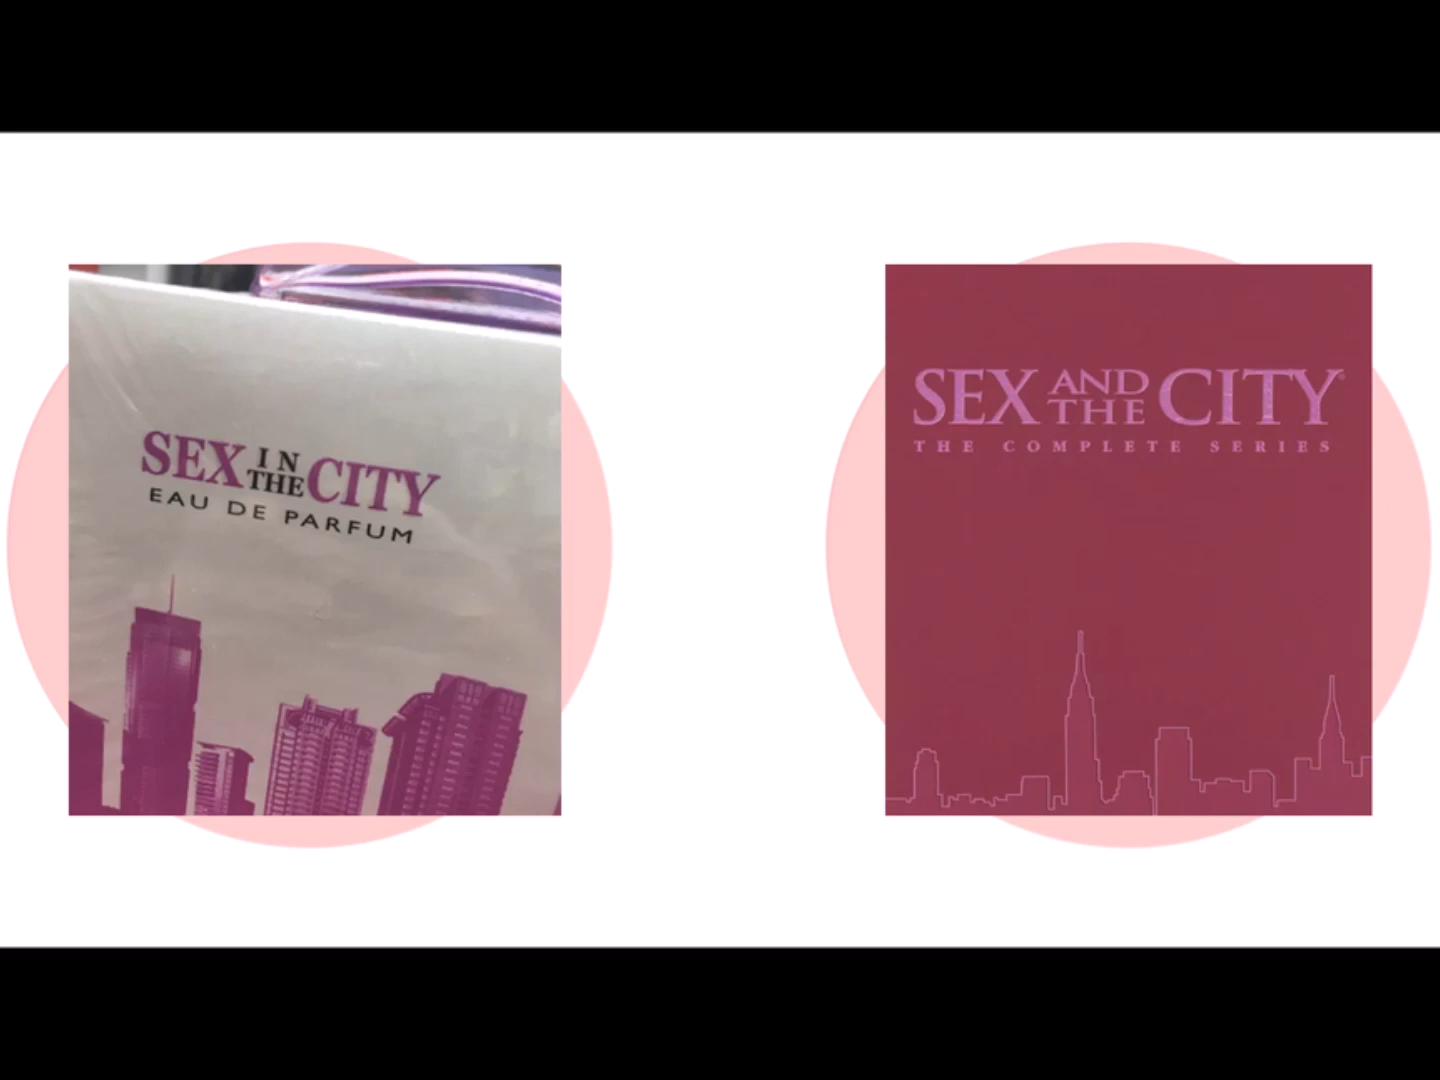 SEX IN THE CITY
EAU DE PARFUM
SEX AND THE CITY®
THE COMPLETE SERIES